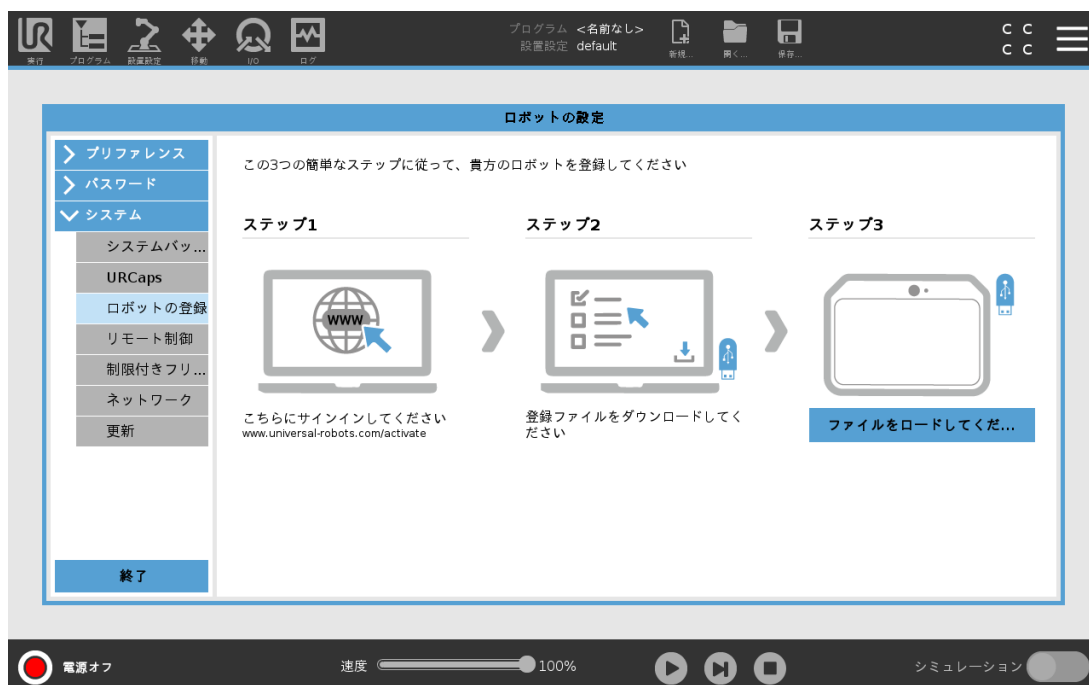 プログラム <名前なし>
設置設定 default
実行 プログラム 設置設定 移動 I/O ログ
新規... 開く... 保存...
C C
C C
ロボットの設定
プリファレンス
パスワード
システム
システムバッ...
URCaps
ロボットの登録
リモート制御
制限付きフリ...
ネットワーク
更新
終了
この3つの簡単なステップに従って、貴方のロボットを登録してください
ステップ1
WWW
こちらにサインインしてください
www.universal-robots.com/activate
ステップ2
登録ファイルをダウンロードしてく
ださい
ステップ3
ファイルをロードしてくだ...
電源オフ
速度 100%
シミュレーション